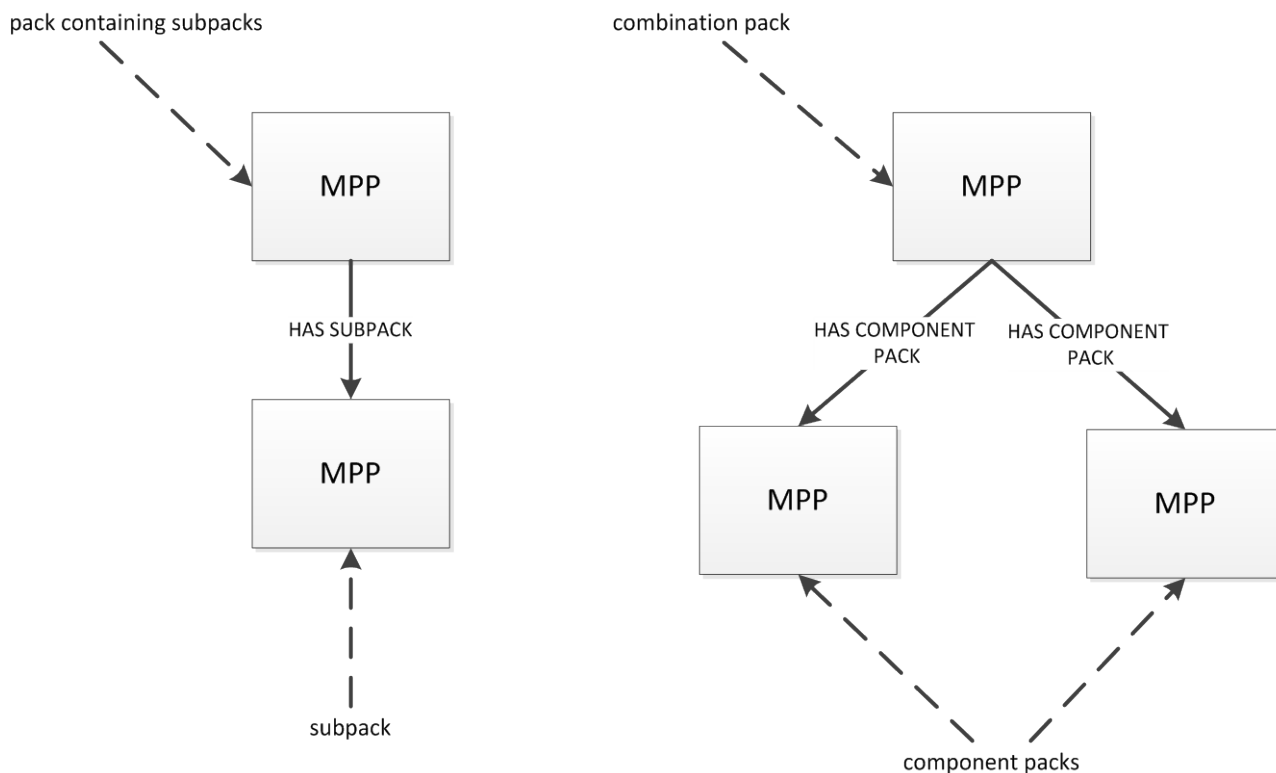 pack containing subpacks
MPP
HAS SUBPACK
MPP
subpack
combination pack
MPP
HAS COMPONENT
PACK
HAS COMPONENT
PACK
MPP
MPP
component packs